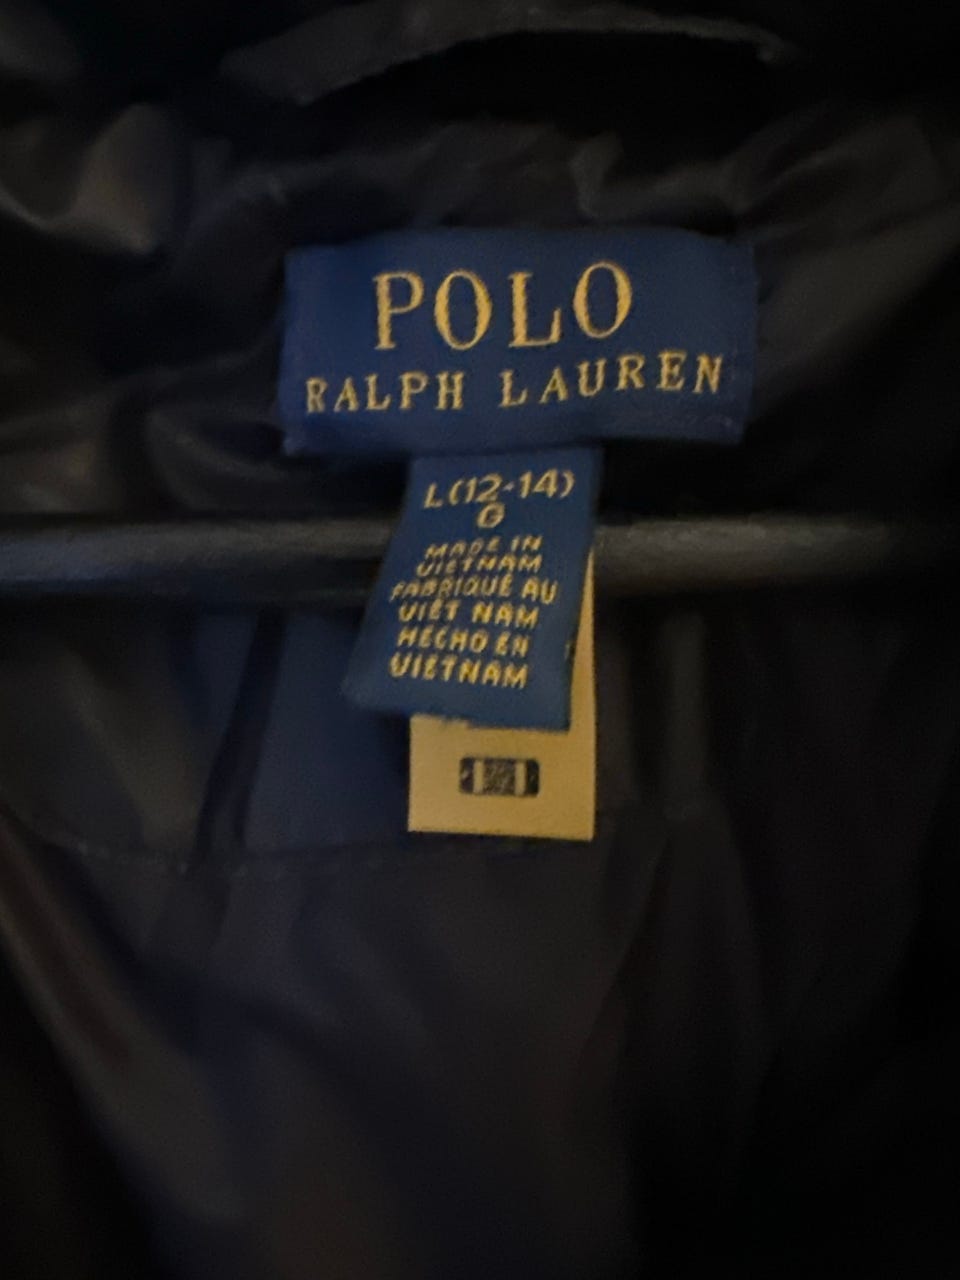 POLO
RALPH LAUREN
L(12-14)
G
MADE IN
VIETNAM
FABRIQUÉ AU
VIÊT NAM
HECHO EN
VIETNAM